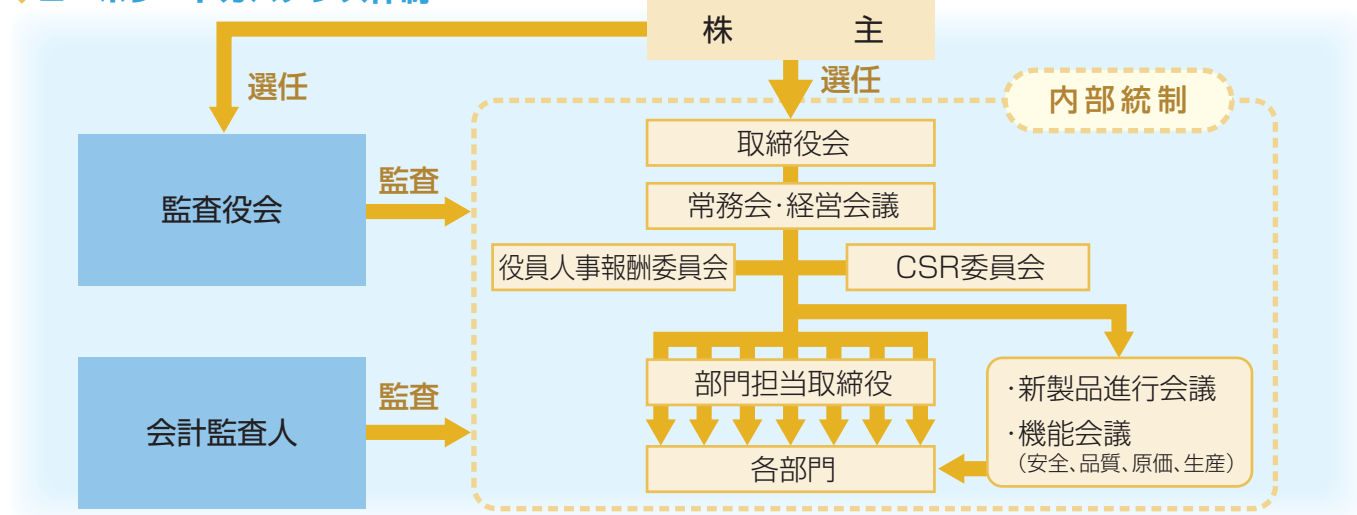 株 主
選任
選任
内部統制
取締役会
監査役会
監査
常務会・経営会議
役員人事報酬委員会
CSR委員会
会計監査人
監査
部門担当取締役
・新製品進行会議
・機能会議
（安全、品質、原価、生産）
各部門